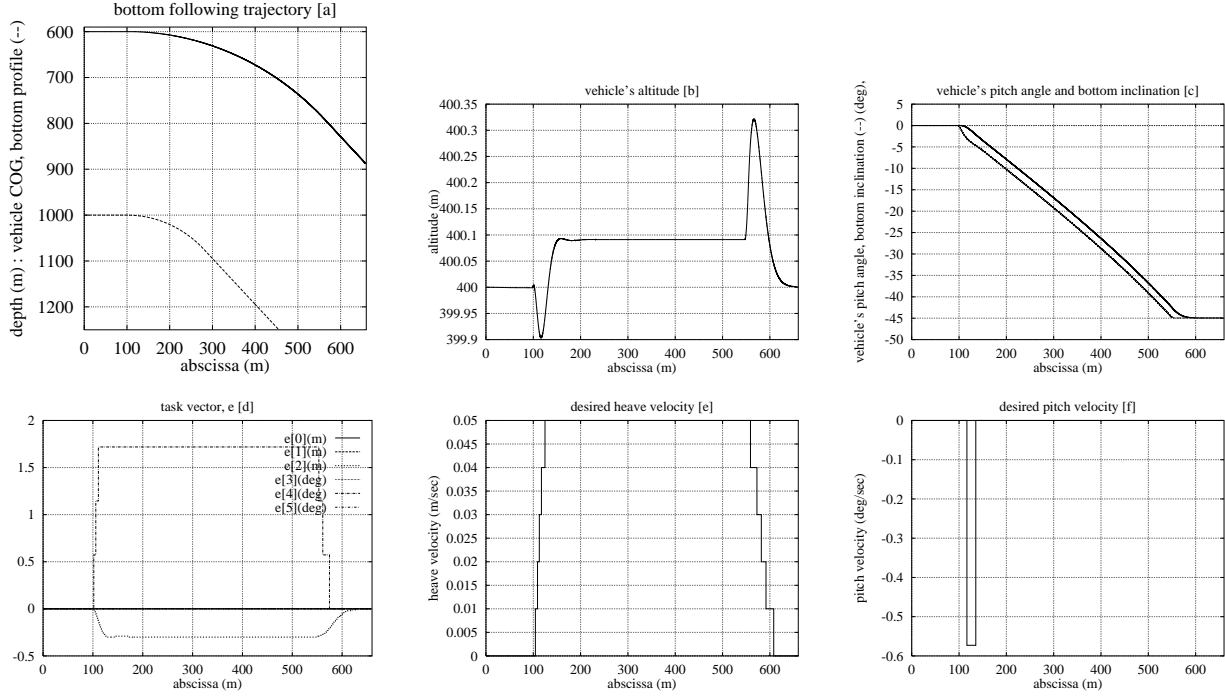 bottom following trajectory [a]
depth (m) : vehicle COG, bottom profile (--)
600
700
800
900
1000
1100
1200
0 100 200 300 400 500 600
abscissa (m)
vehicle's altitude [b]
altitude (m)
400.35
400.3
400.25
400.2
400.15
400.1
400.05
400
399.95
399.9
0 100 200 300 400 500 600
abscissa (m)
vehicle's pitch angle and bottom inclination [c]
vehicle's pitch angle, bottom inclination (--) (deg),
5
0
-5
-10
-15
-20
-25
-30
-35
-40
-45
-50
0 100 200 300 400 500 600
abscissa (m)
task vector, e [d]
2
1.5
1
0.5
0
-0.5
e[0](m)
e[1](m)
e[2](m)
e[3](deg)
e[4](deg)
e[5](deg)
0 100 200 300 400 500 600
abscissa (m)
desired heave velocity [e]
heave velocity (m/sec)
0.05
0.045
0.04
0.035
0.03
0.025
0.02
0.015
0.01
0.005
0
0 100 200 300 400 500 600
abscissa (m)
desired pitch velocity [f]
pitch velocity (deg/sec)
0
-0.1
-0.2
-0.3
-0.4
-0.5
-0.6
0 100 200 300 400 500 600
abscissa (m)